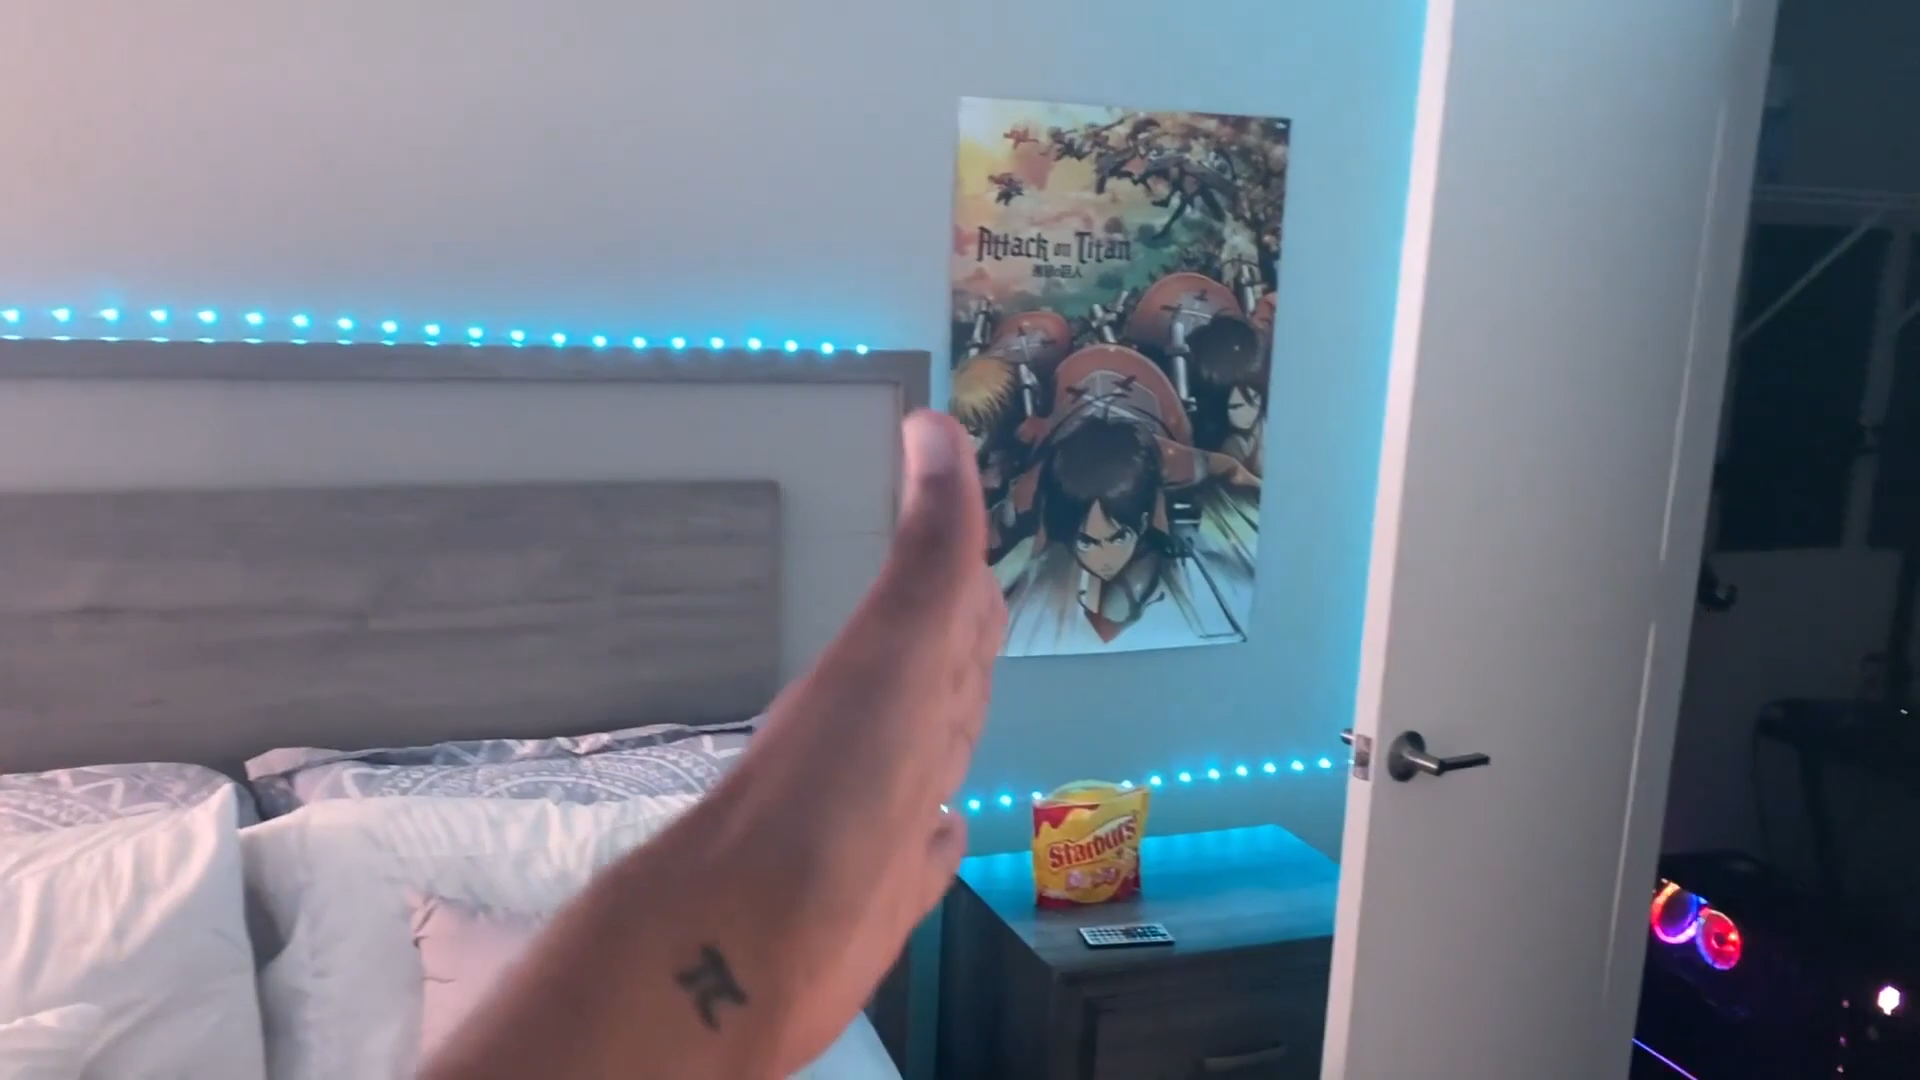 Attack on Titan
進撃の巨人
Starburst